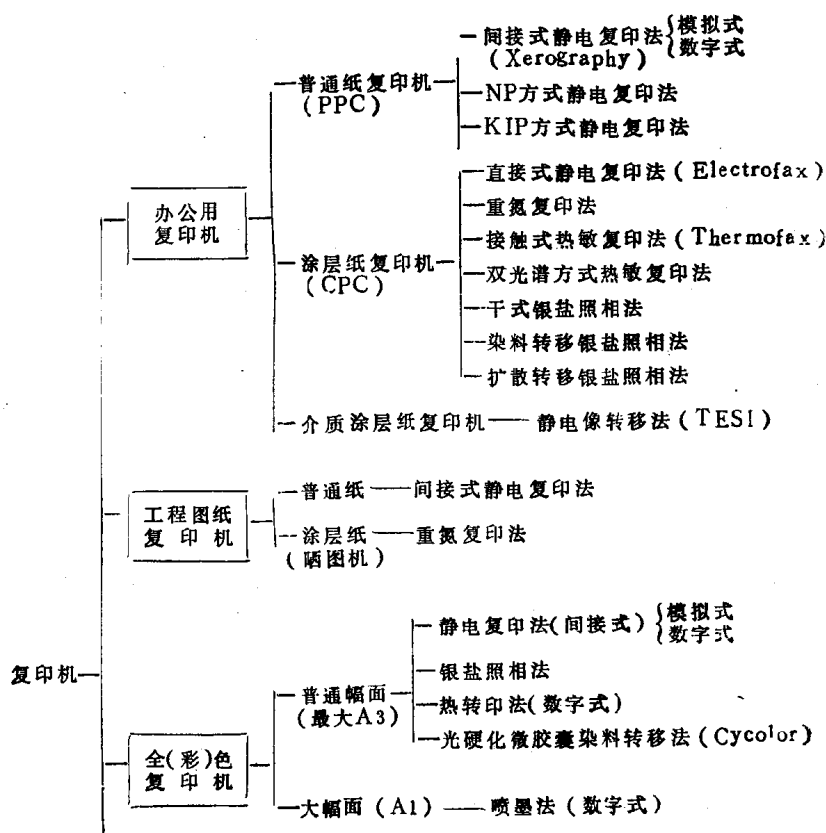 间接式静电复印法 模拟式
(Xerography) 数字式
普通纸复印机
(PPC)
NP方式静电复印法
KIP方式静电复印法
直接式静电复印法(Electrofax)
办公用
复印机
重氮复印法
接触式热敏复印法(Thermofax)
涂层纸复印机
(CPC)
双光谱方式热敏复印法
干式银盐照相法
染料转移银盐照相法
扩散转移银盐照相法
介质涂层纸复印机 静电像转移法(TESI)
工程图纸
复印机
普通纸 间接式静电复印法
涂层纸 重氮复印法
(晒图机)
复印机
静电复印法(间接式) 模拟式
数字式
银盐照相法
普通幅面
(最大A3)
热转印法(数字式)
光硬化微胶囊染料转移法(Cycolor)
全(彩)色
复印机
大幅面(A1) 喷墨法(数字式)